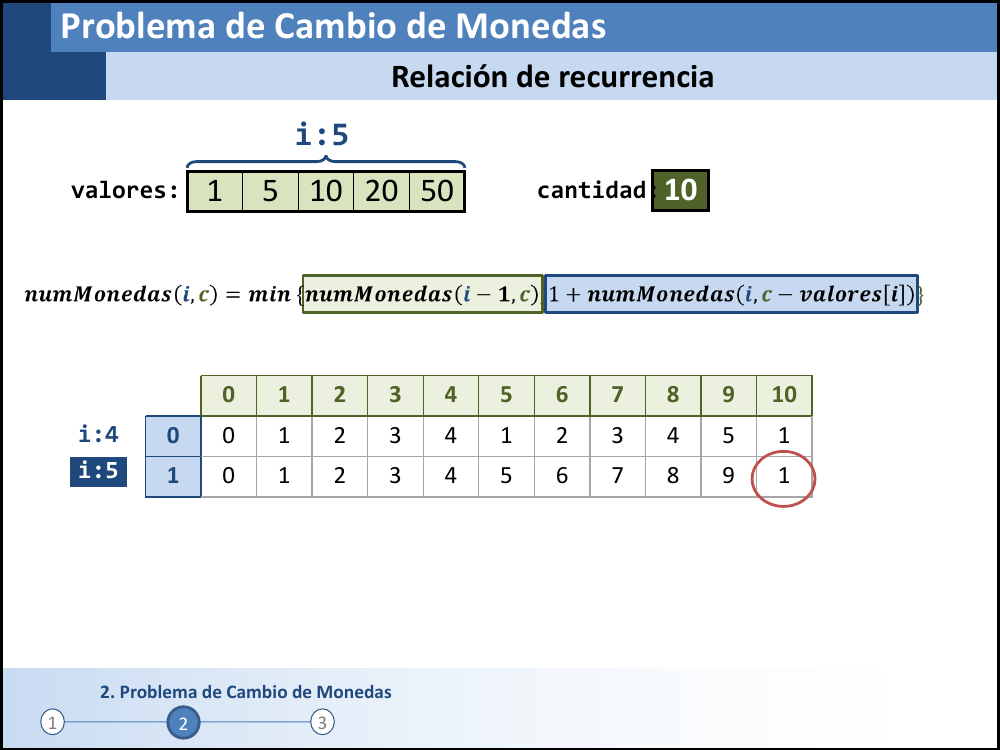 Problema de Cambio de Monedas
Relación de recurrencia
i:5
valores: 1 5 10 20 50 cantidad: 10
numMonedas(i,c) = min {numMonedas(i − 1,c), 1 + numMonedas(i,c − valores[i])}
0 1 2 3 4 5 6 7 8 9 10
i:4 0 0 1 2 3 4 1 2 3 4 5 1
i:5 1 0 1 2 3 4 5 6 7 8 9 1
2. Problema de Cambio de Monedas
1 2 3